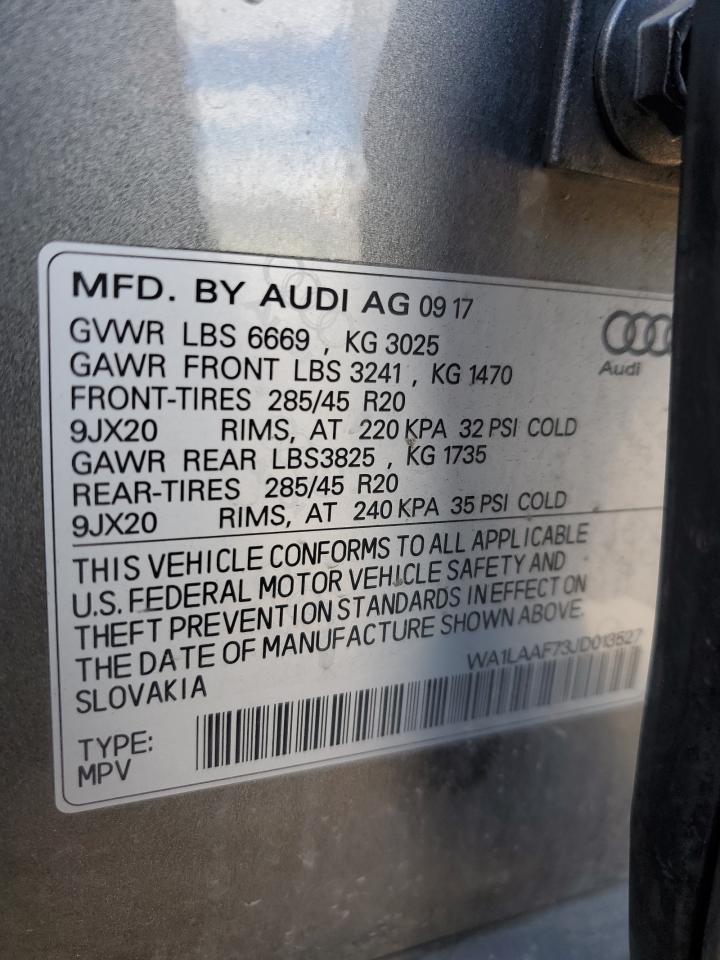 MFD. BY AUDI AG 09 17
GVWR LBS 6669 , KG 3025
GAWR FRONT LBS 3241 , KG 1470
FRONT-TIRES 285/45 R20
9JX20 RIMS, AT 220 KPA 32 PSI COLD
GAWR REAR LBS3825 , KG 1735
REAR-TIRES 285/45 R20
9JX20 RIMS, AT 240 KPA 35 PSI COLD
Audi
THIS VEHICLE CONFORMS TO ALL APPLICABLE
U.S. FEDERAL MOTOR VEHICLE SAFETY AND
THEFT PREVENTION STANDARDS IN EFFECT ON
THE DATE OF MANUFACTURE SHOWN ABOVE.
SLOVAKIA
WA1LAAF73JD013527
TYPE:
MPV